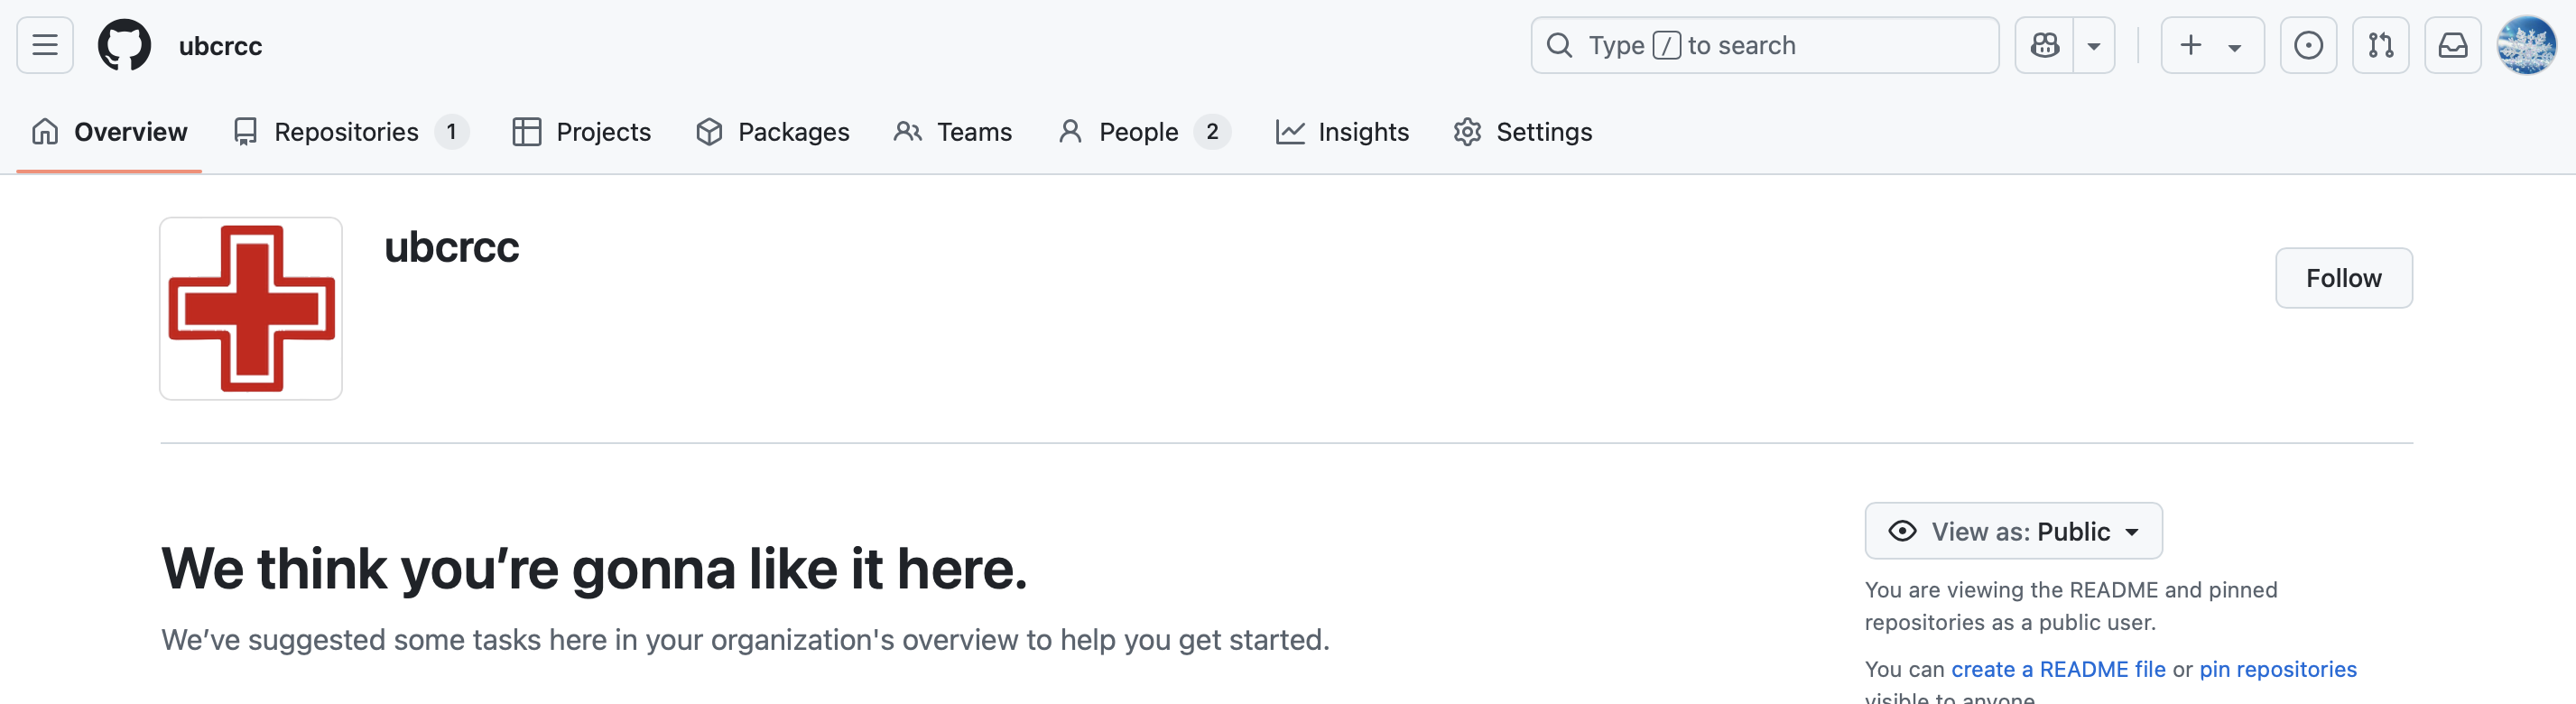 ubcrcc
Type / to search
Overview Repositories 1 Projects Packages Teams People 2 Insights Settings
ubcrcc
Follow
We think you’re gonna like it here.
We’ve suggested some tasks here in your organization's overview to help you get started.
View as: Public
You are viewing the README and pinned
repositories as a public user.
You can create a README file or pin repositories
visible to anyone.